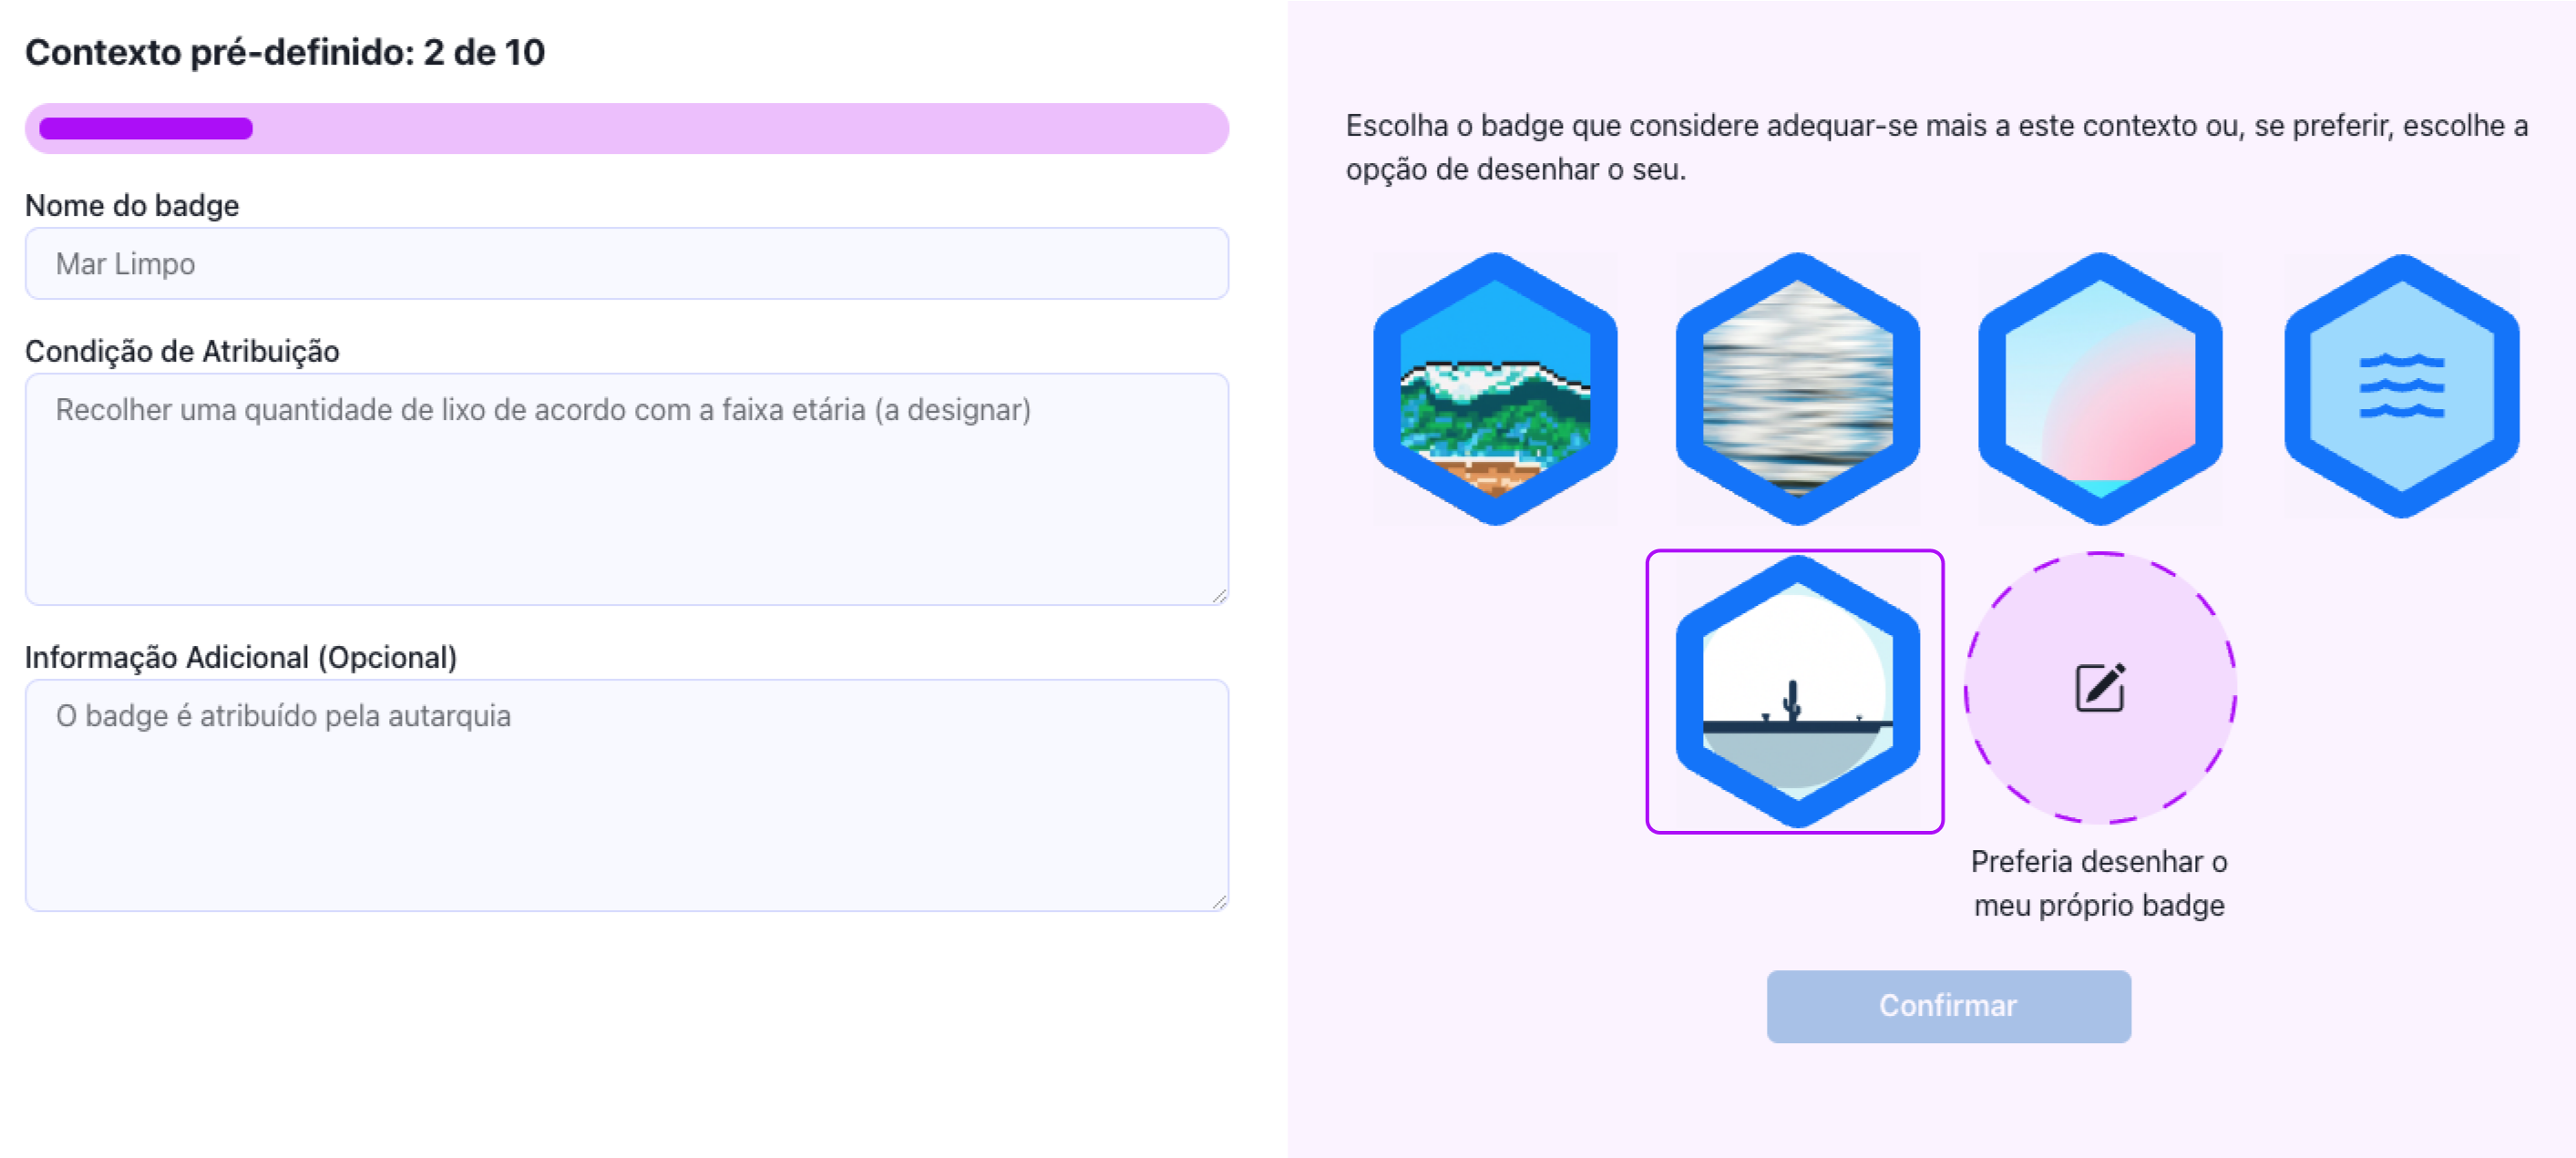 Contexto pré-definido: 2 de 10
Nome do badge
Mar Limpo
Condição de Atribuição
Recolher uma quantidade de lixo de acordo com a faixa etária (a designar)
Informação Adicional (Opcional)
O badge é atribuído pela autarquia
Escolha o badge que considere adequar-se mais a este contexto ou, se preferir, escolhe a
opção de desenhar o seu.
Preferia desenhar o
meu próprio badge
Confirmar